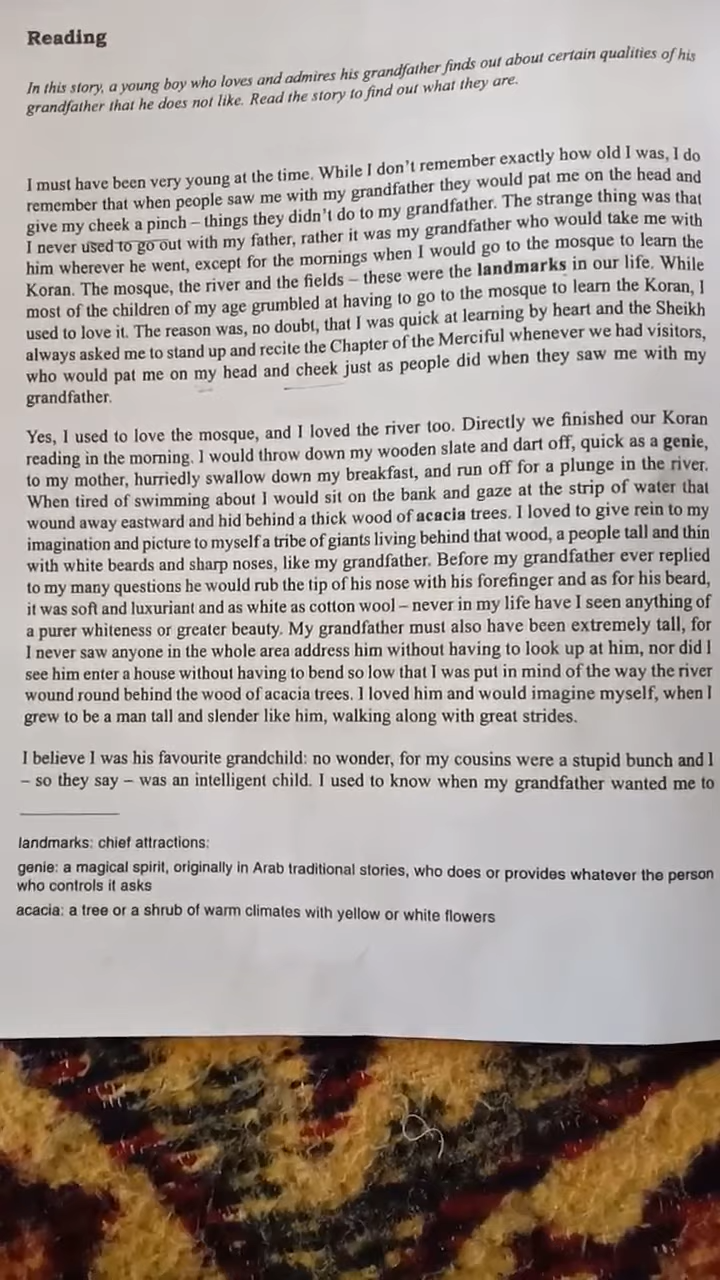 Reading
In this story, a young boy who loves and admires his grandfather finds out about certain qualities of his
grandfather that he does not like. Read the story to find out what they are.
I must have been very young at the time. While I don't remember exactly how old I was, I do
remember that when people saw me with my grandfather they would pat me on the head and
give my cheek a pinch – things they didn't do to my grandfather. The strange thing was that
I never used to go out with my father, rather it was my grandfather who would take me with
him wherever he went, except for the mornings when I would go to the mosque to learn the
Koran. The mosque, the river and the fields – these were the landmarks in our life. While
most of the children of my age grumbled at having to go to the mosque to learn the Koran, I
used to love it. The reason was, no doubt, that I was quick at learning by heart and the Sheikh
always asked me to stand up and recite the Chapter of the Merciful whenever we had visitors,
who would pat me on my head and cheek just as people did when they saw me with my
grandfather.
Yes, I used to love the mosque, and I loved the river too. Directly we finished our Koran
reading in the morning. I would throw down my wooden slate and dart off, quick as a genie,
to my mother, hurriedly swallow down my breakfast, and run off for a plunge in the river.
When tired of swimming about I would sit on the bank and gaze at the strip of water that
wound away eastward and hid behind a thick wood of acacia trees. I loved to give rein to my
imagination and picture to myself a tribe of giants living behind that wood, a people tall and thin
with white beards and sharp noses, like my grandfather. Before my grandfather ever replied
to my many questions he would rub the tip of his nose with his forefinger and as for his beard,
it was soft and luxuriant and as white as cotton wool – never in my life have I seen anything of
a purer whiteness or greater beauty. My grandfather must also have been extremely tall, for
I never saw anyone in the whole area address him without having to look up at him, nor did I
see him enter a house without having to bend so low that I was put in mind of the way the river
wound round behind the wood of acacia trees. I loved him and would imagine myself, when I
grew to be a man tall and slender like him, walking along with great strides.
I believe I was his favourite grandchild: no wonder, for my cousins were a stupid bunch and I
– so they say – was an intelligent child. I used to know when my grandfather wanted me to
landmarks: chief attractions:
genie: a magical spirit, originally in Arab traditional stories, who does or provides whatever the person
who controls it asks
acacia: a tree or a shrub of warm climates with yellow or white flowers